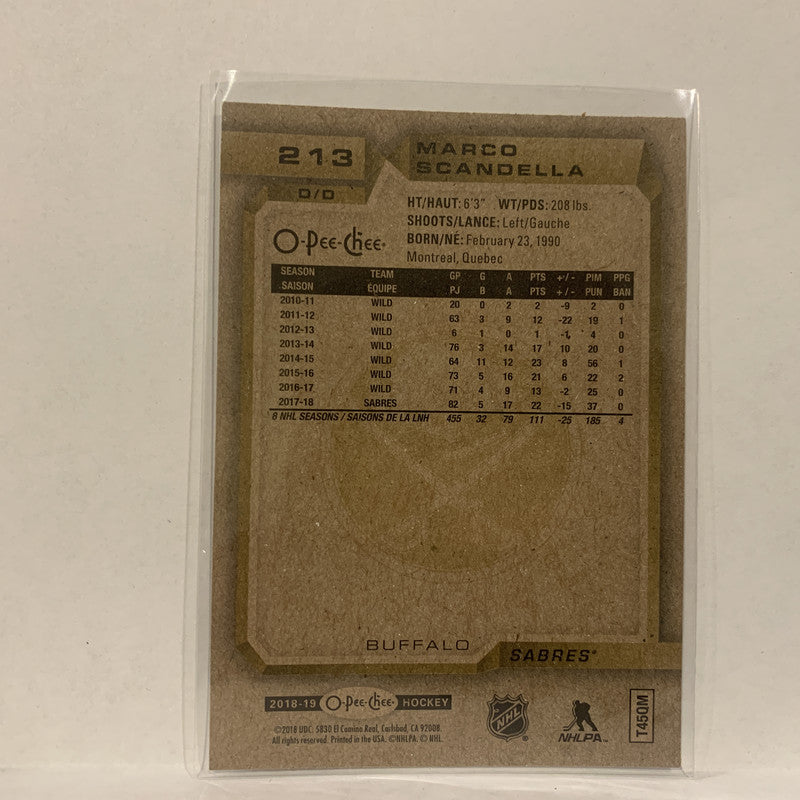 213
D/D
MARCO
SCANDELLA
HT/HAUT: 6'3" WT/PDS: 208 lbs.
SHOOTS/LANCE: Left/Gauche
BORN/NÉ: February 23, 1990
Montreal, Quebec
O-Pee-Chee®
SEASON TEAM GP G A PTS +/- PIM PPG
SAISON ÉQUIPE PJ B A PTS +/- PUN BAN
2010-11 WILD 20 0 2 2 -9 2 0
2011-12 WILD 63 3 9 12 -22 19 1
2012-13 WILD 6 1 0 1 -1 4 0
2013-14 WILD 76 3 14 17 10 20 0
2014-15 WILD 64 11 12 23 8 56 1
2015-16 WILD 73 5 16 21 6 22 2
2016-17 WILD 71 4 9 13 -2 25 0
2017-18 SABRES 82 5 17 22 -15 37 0
8 NHL SEASONS / SAISONS DE LA LNH 455 32 79 111 -25 185 4
BUFFALO
SABRES®
2018-19 O-Pee-Chee HOCKEY
©2018 UDC. 5830 El Camino Real, Carlsbad, CA 92008.
All rights reserved. Printed in the USA. ©NHLPA. © NHL.
NHL
NHLPA™
T45QM